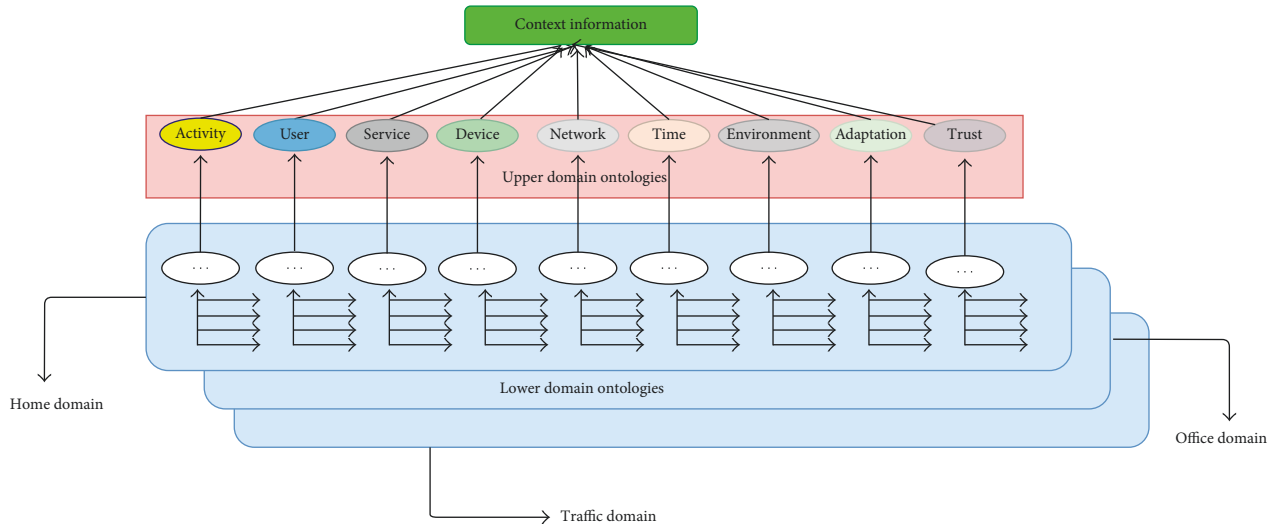 Context information
Activity
User
Service
Device
Network
Time
Environment
Adaptation
Trust
Upper domain ontologies
... ... ... ... ... ... ... ... ...
Lower domain ontologies
Home domain
Office domain
Traffic domain